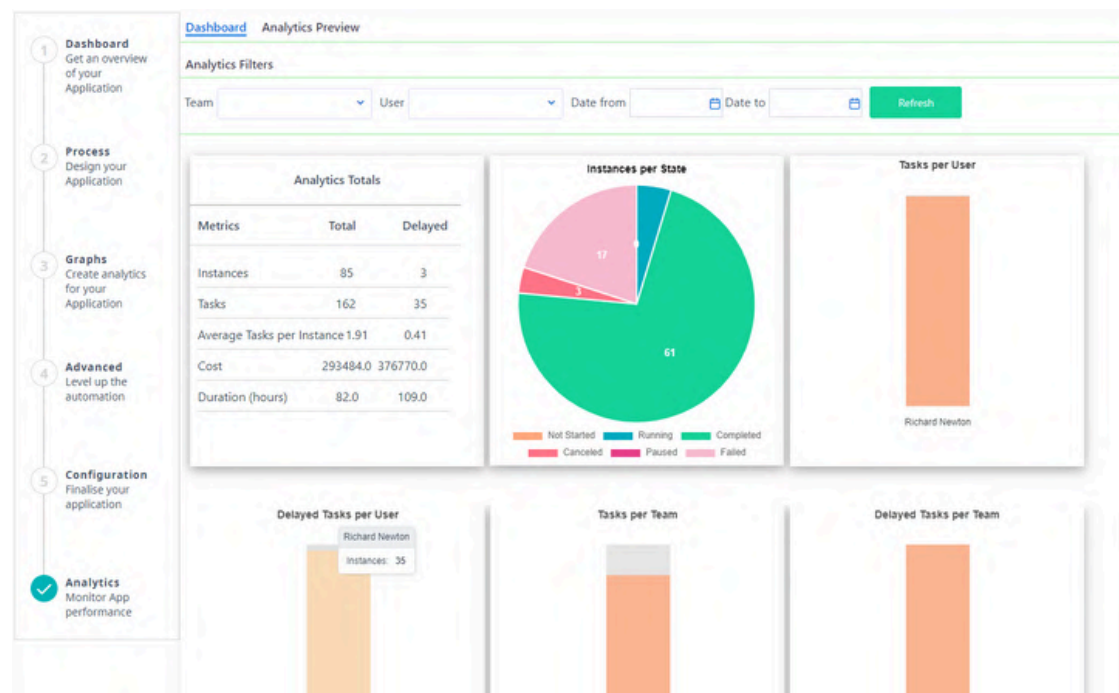 1
Dashboard
Get an overview
of your
Application
2
Process
Design your
Application
3
Graphs
Create analytics
for your
Application
4
Advanced
Level up the
automation
5
Configuration
Finalise your
application
Analytics
Monitor App
performance
Dashboard Analytics Preview
Analytics Filters
Team User Date from Date to Refresh
Analytics Totals
Metrics Total Delayed
Instances 85 3
Tasks 162 35
Average Tasks per Instance 1.91 0.41
Cost 293484.0 376770.0
Duration (hours) 82.0 109.0
Instances per State
17
3
61
Not Started Running Completed
Canceled Paused Failed
Tasks per User
Richard Newton
Delayed Tasks per User
Richard Newton
Instances: 35
Tasks per Team
Delayed Tasks per Team